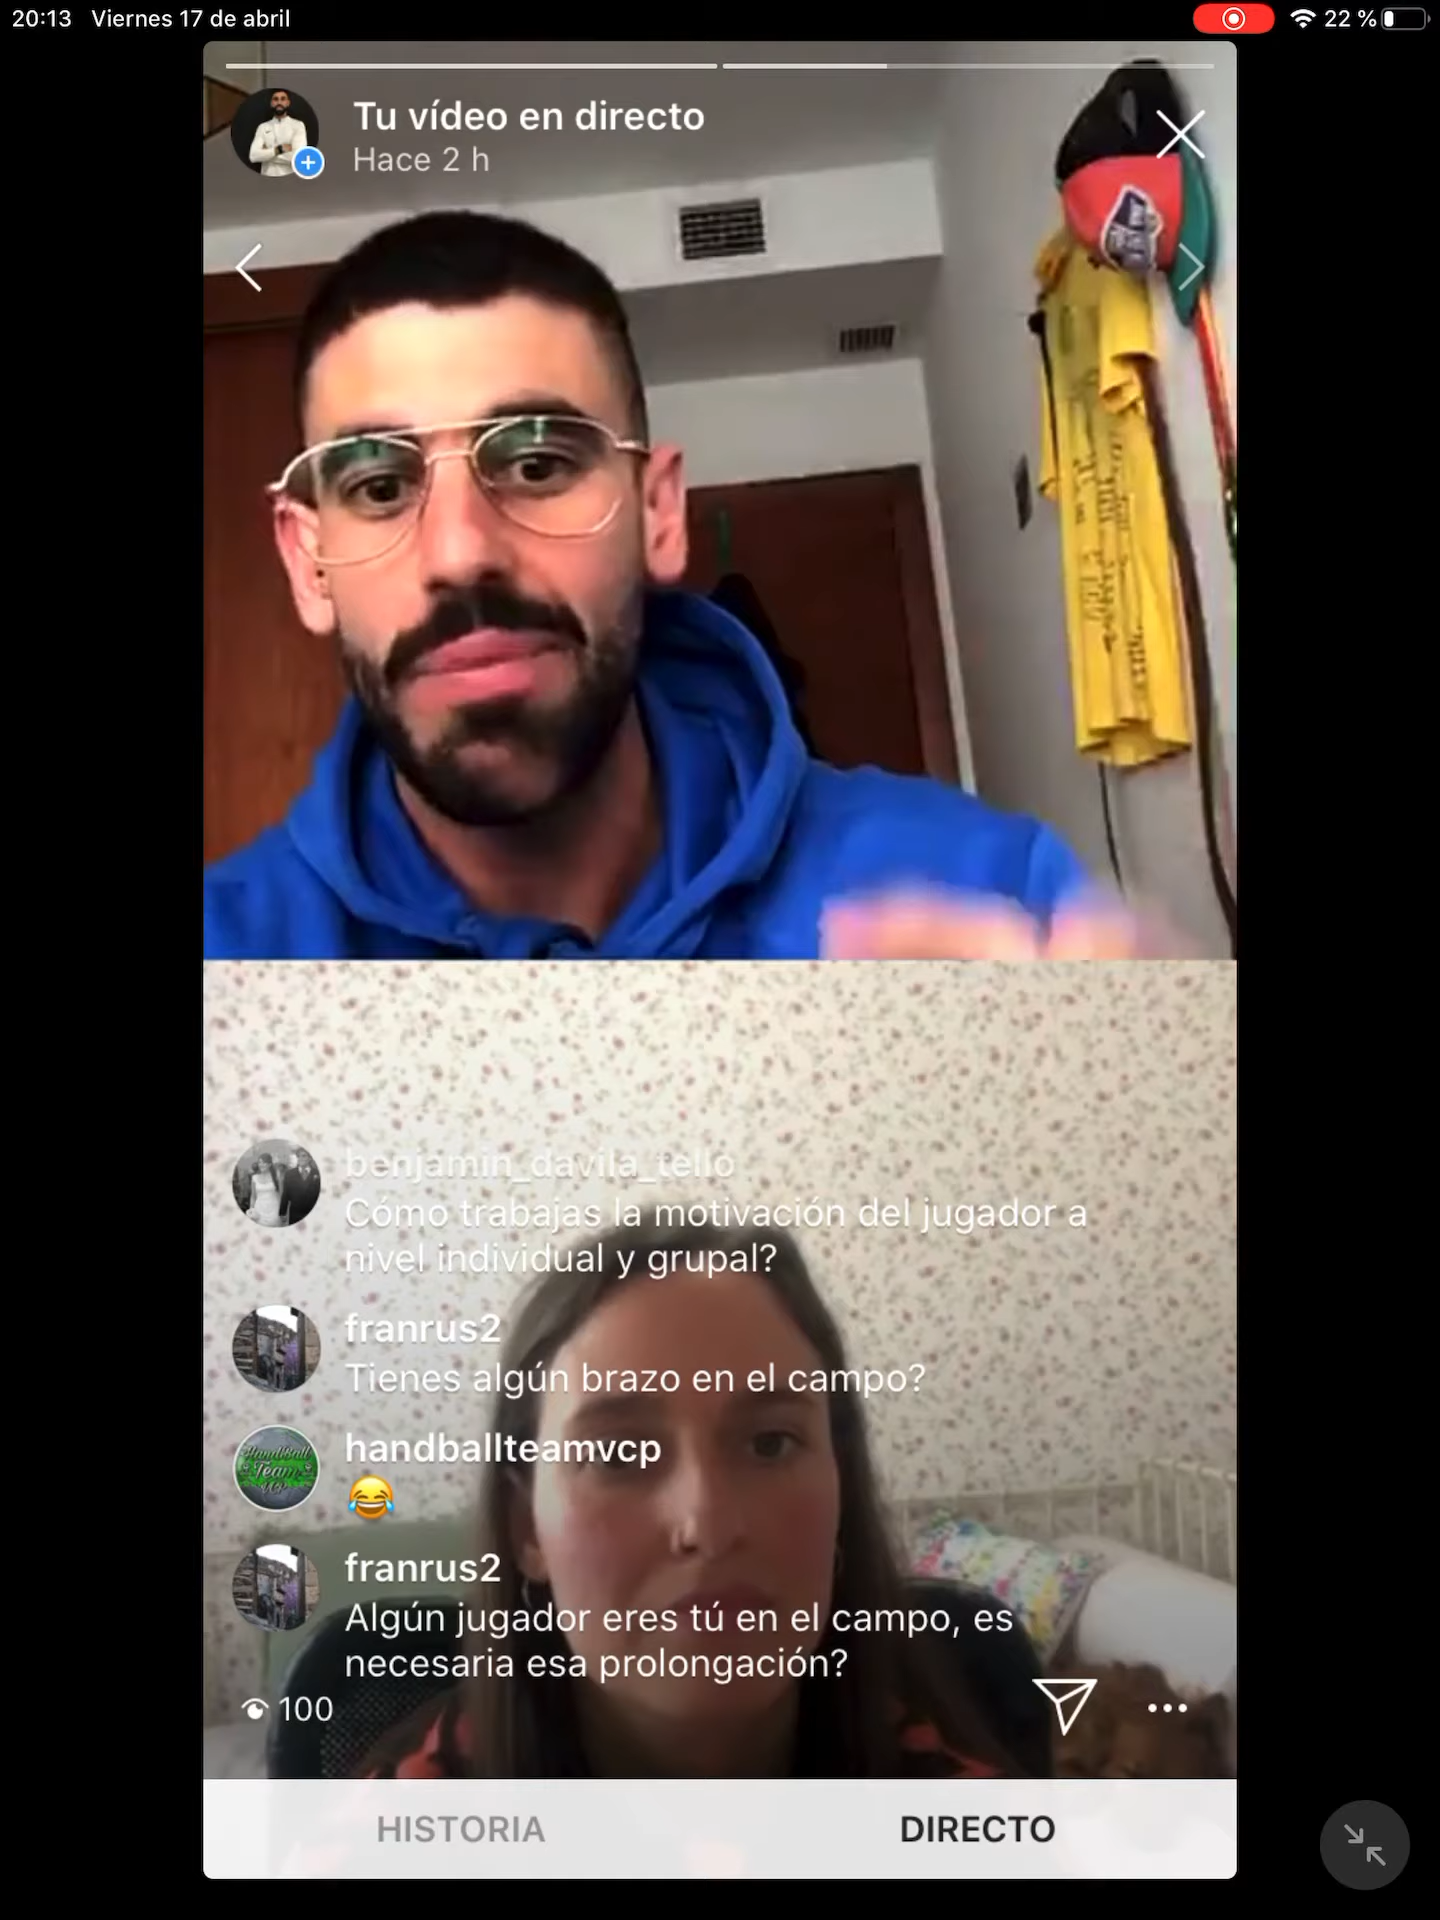 20:13 Viernes 17 de abril
22 %
Tu vídeo en directo
Hace 2 h
benjamin_davila_tello
Cómo trabajas la motivación del jugador a
nivel individual y grupal?
franrus2
Tienes algún brazo en el campo?
handballteamvcp
😂
HandBall
Team
franrus2
Algún jugador eres tú en el campo, es
necesaria esa prolongación?
100
HISTORIA
DIRECTO